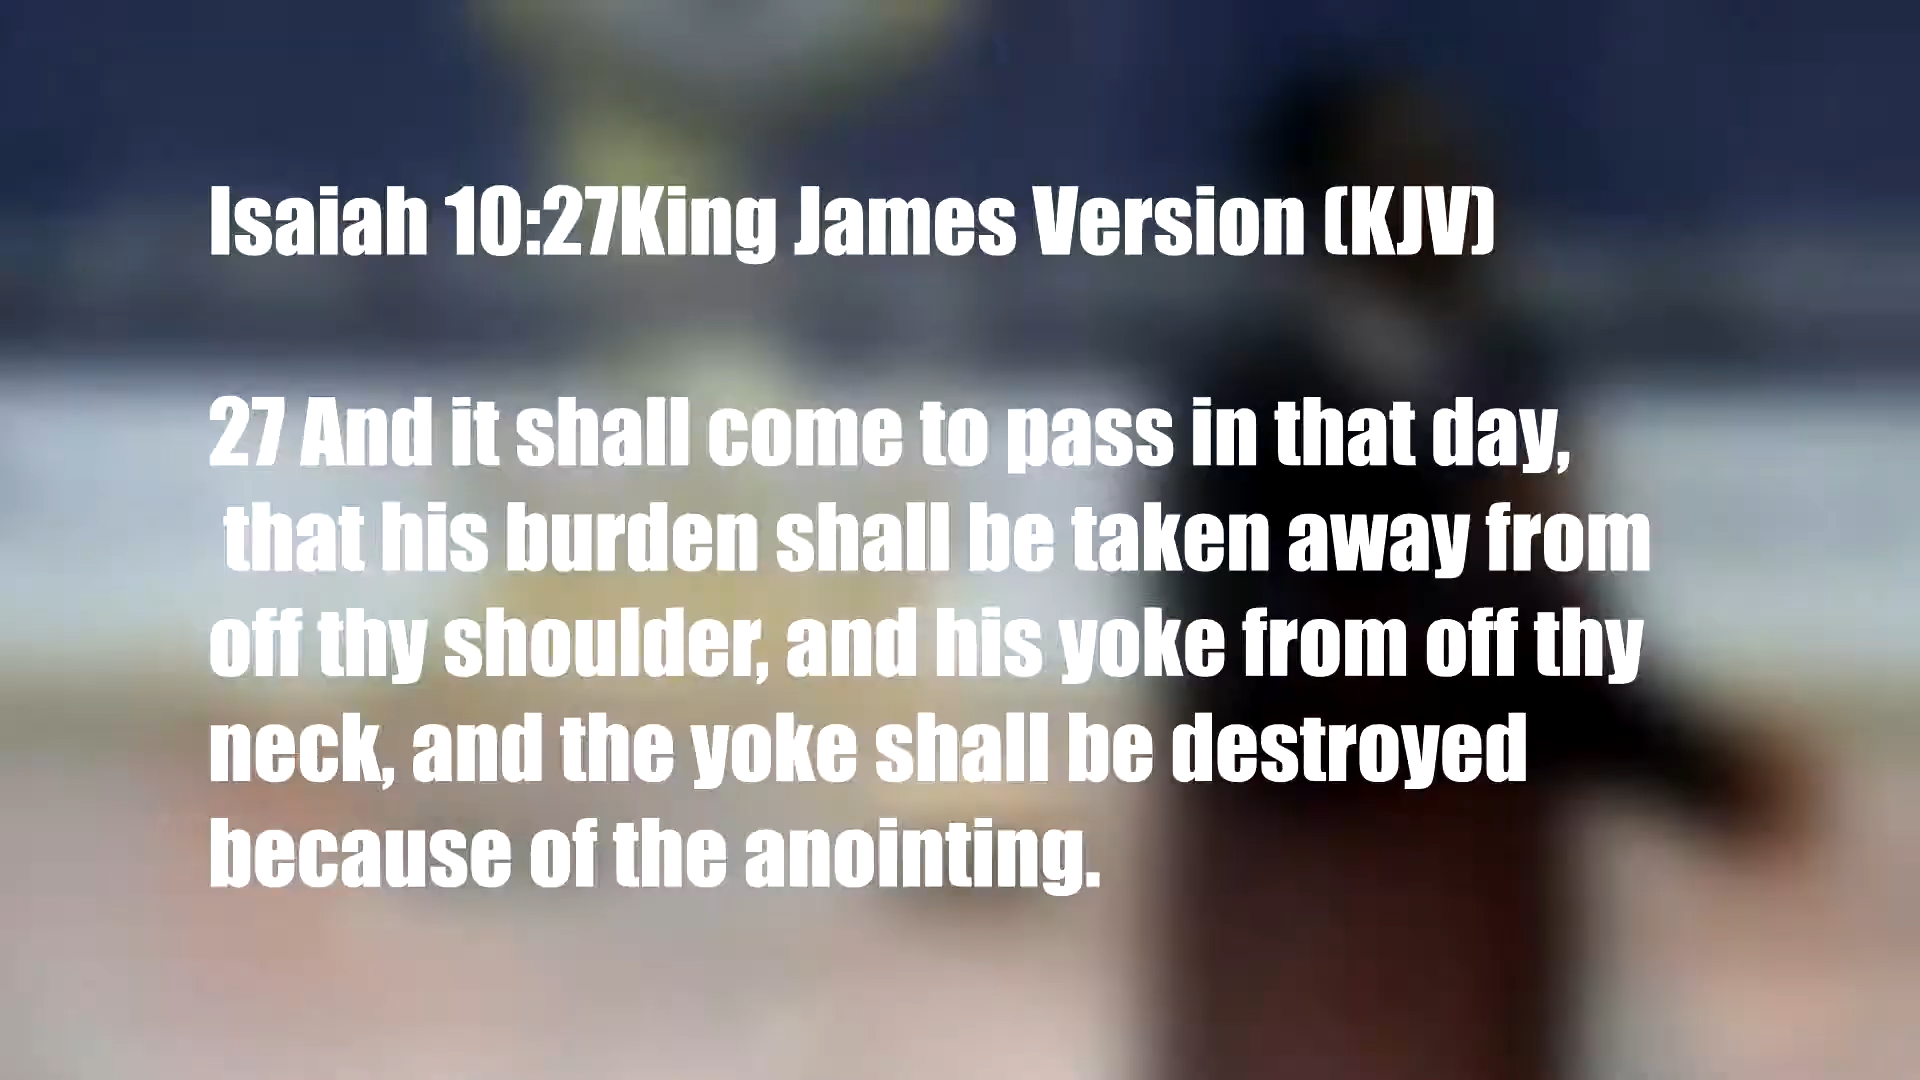 Isaiah 10:27King James Version (KJV)
27 And it shall come to pass in that day,
that his burden shall be taken away from
off thy shoulder, and his yoke from off thy
neck, and the yoke shall be destroyed
because of the anointing.